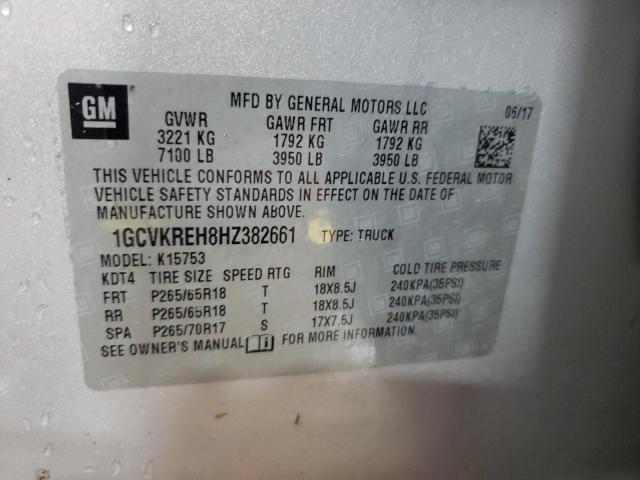 GM
MFD BY GENERAL MOTORS LLC 06/17
GVWR GAWR FRT GAWR RR
3221 KG 1792 KG 1792 KG
7100 LB 3950 LB 3950 LB
THIS VEHICLE CONFORMS TO ALL APPLICABLE U.S. FEDERAL MOTOR
VEHICLE SAFETY STANDARDS IN EFFECT ON THE DATE OF
MANUFACTURE SHOWN ABOVE.
1GCVKREH8HZ382661 TYPE: TRUCK
MODEL: K15753
KDT4 TIRE SIZE SPEED RTG RIM COLD TIRE PRESSURE
FRT P265/65R18 T 18X8.5J 240KPA(35PSI)
RR P265/65R18 T 18X8.5J 240KPA(35PSI)
SPA P265/70R17 S 17X7.5J 240KPA(35PSI)
SEE OWNER'S MANUAL FOR MORE INFORMATION.